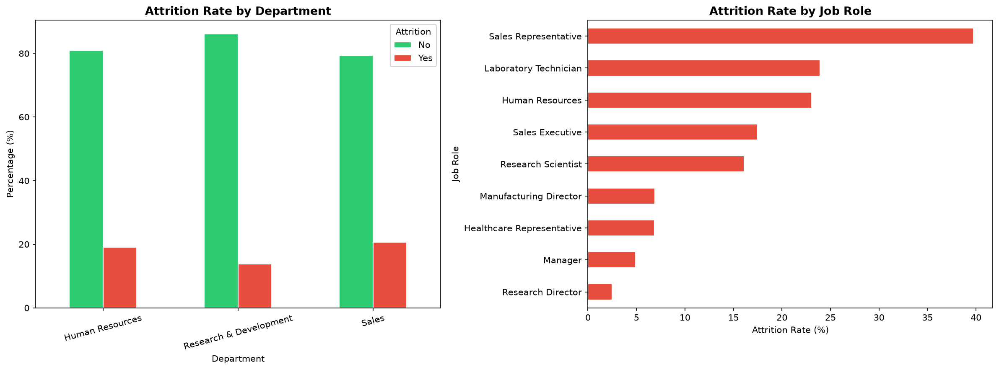 Attrition Rate by Department
Percentage (%)
80
60
40
20
0
Attrition
No
Yes
Human Resources
Research & Development
Sales
Department
Attrition Rate by Job Role
Job Role
Sales Representative
Laboratory Technician
Human Resources
Sales Executive
Research Scientist
Manufacturing Director
Healthcare Representative
Manager
Research Director
0 5 10 15 20 25 30 35 40
Attrition Rate (%)